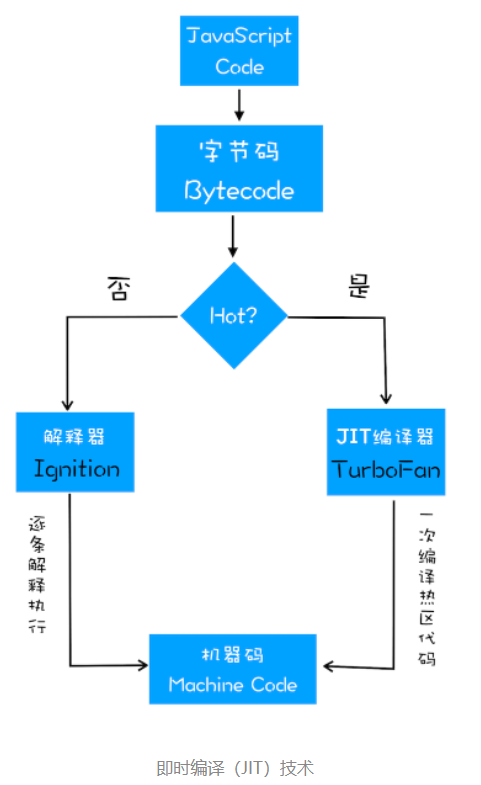 JavaScript
Code
字节码
Bytecode
否
是
Hot?
解释器
Ignition
JIT编译器
TurboFan
逐条解释执行
一次编译热区代码
机器码
Machine Code
即时编译（JIT）技术